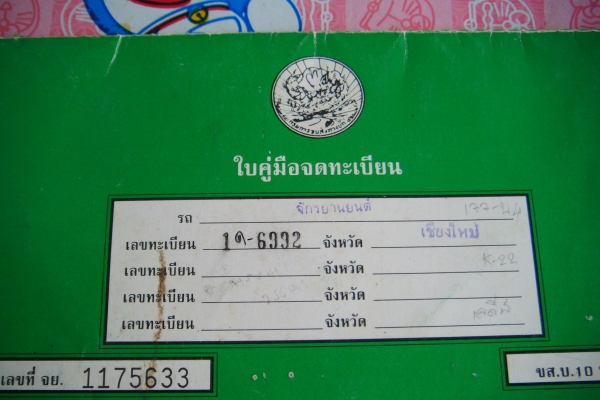 ใบคู่มือจดทะเบียน
รถ จักรยานยนต์ 177-44
เลขทะเบียน 1ต-6332 จังหวัด เชียงใหม่
เลขทะเบียน จังหวัด K-22
เลขทะเบียน จังหวัด
เลขทะเบียน จังหวัด
เลขที่ จย. 1175633 ขส.บ.10